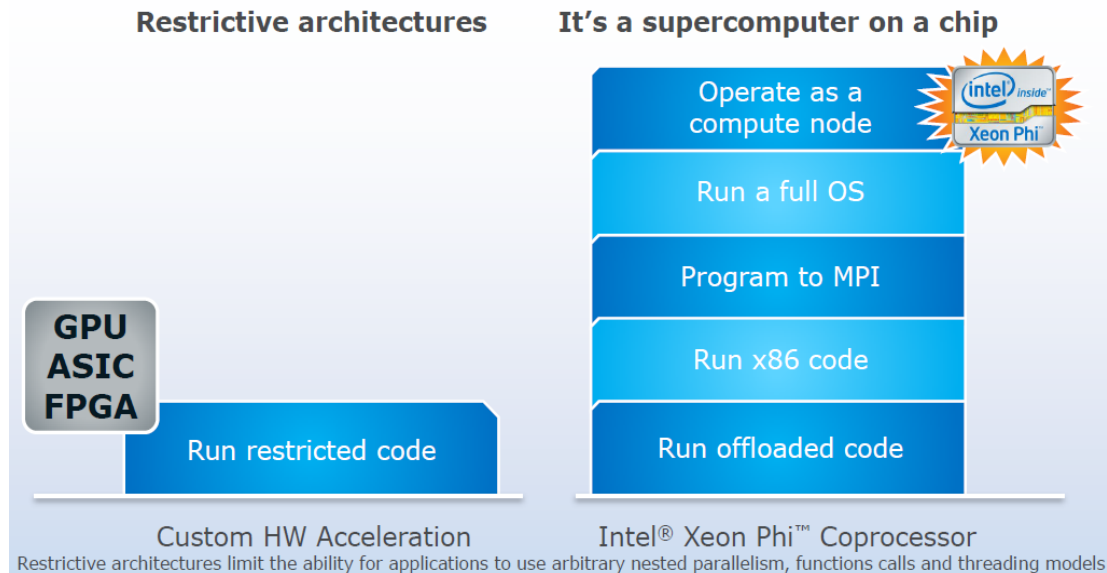 Restrictive architectures
It's a supercomputer on a chip
Operate as a
compute node
intel inside™
Xeon Phi™
Run a full OS
Program to MPI
Run x86 code
Run offloaded code
GPU
ASIC
FPGA
Run restricted code
Custom HW Acceleration
Intel® Xeon Phi™ Coprocessor
Restrictive architectures limit the ability for applications to use arbitrary nested parallelism, functions calls and threading models